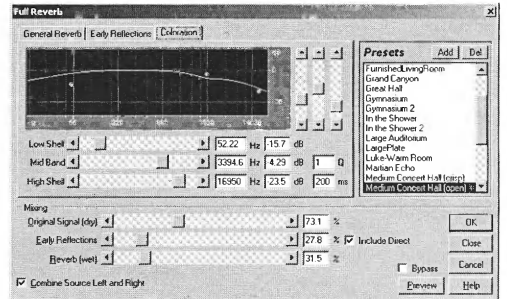 Full Reverb
General Reverb Early Reflections Coloration
Low Shelf 52.22 Hz -15.7 dB
Mid Band 3394.6 Hz -4.29 dB 1 Q
High Shelf 16950 Hz -23.5 dB 200 ms
Presets Add Del
FurnishedLivingRoom
Grand Canyon
Great Hall
Gymnasium
Gymnasium 2
In the Shower
In the Shower 2
Large Auditorium
LargePlate
Luke-Warm Room
Martian Echo
Medium Concert Hall (crisp)
Medium Concert Hall (open)
Mixing
Original Signal (dry) 73.1 %
Early Reflections 27.8 % Include Direct
Reverb (wet) 31.5 %
Combine Source Left and Right
Bypass
OK
Close
Cancel
Preview Help